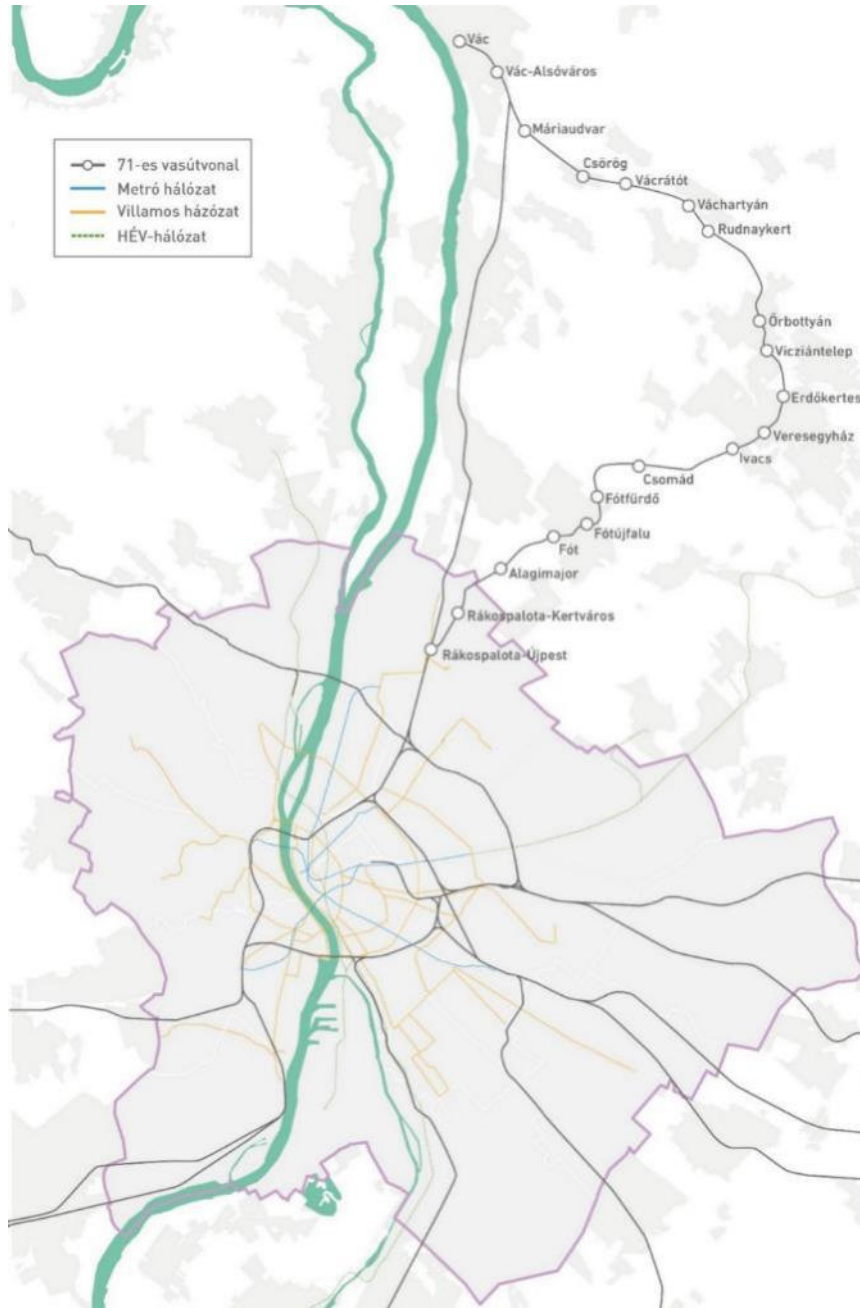 Vác
Vác-Alsóváros
Máriaudvar
Csörög
Vácrátót
Váchartyán
Rudnaykert
Őrbottyán
Vicziántelep
Erdőkertes
Veresegyház
Ivacs
Csomád
Fótfürdő
Fótújfalu
Fót
Alagimajor
Rákospalota-Kertváros
Rákospalota-Újpest
71-es vasútvonal
Metró hálózat
Villamos házózat
HÉV-hálózat